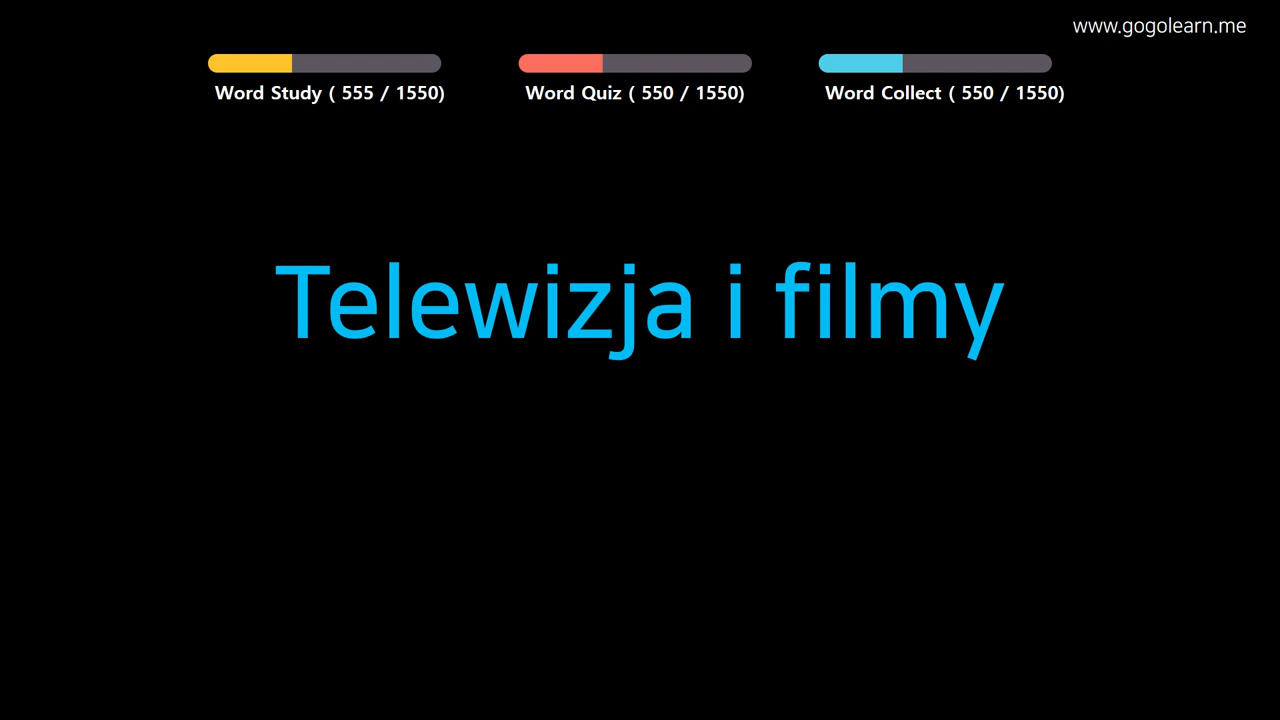 www.gogolearn.me
Word Study ( 555 / 1550)
Word Quiz ( 550 / 1550)
Word Collect ( 550 / 1550)
Telewizja i filmy